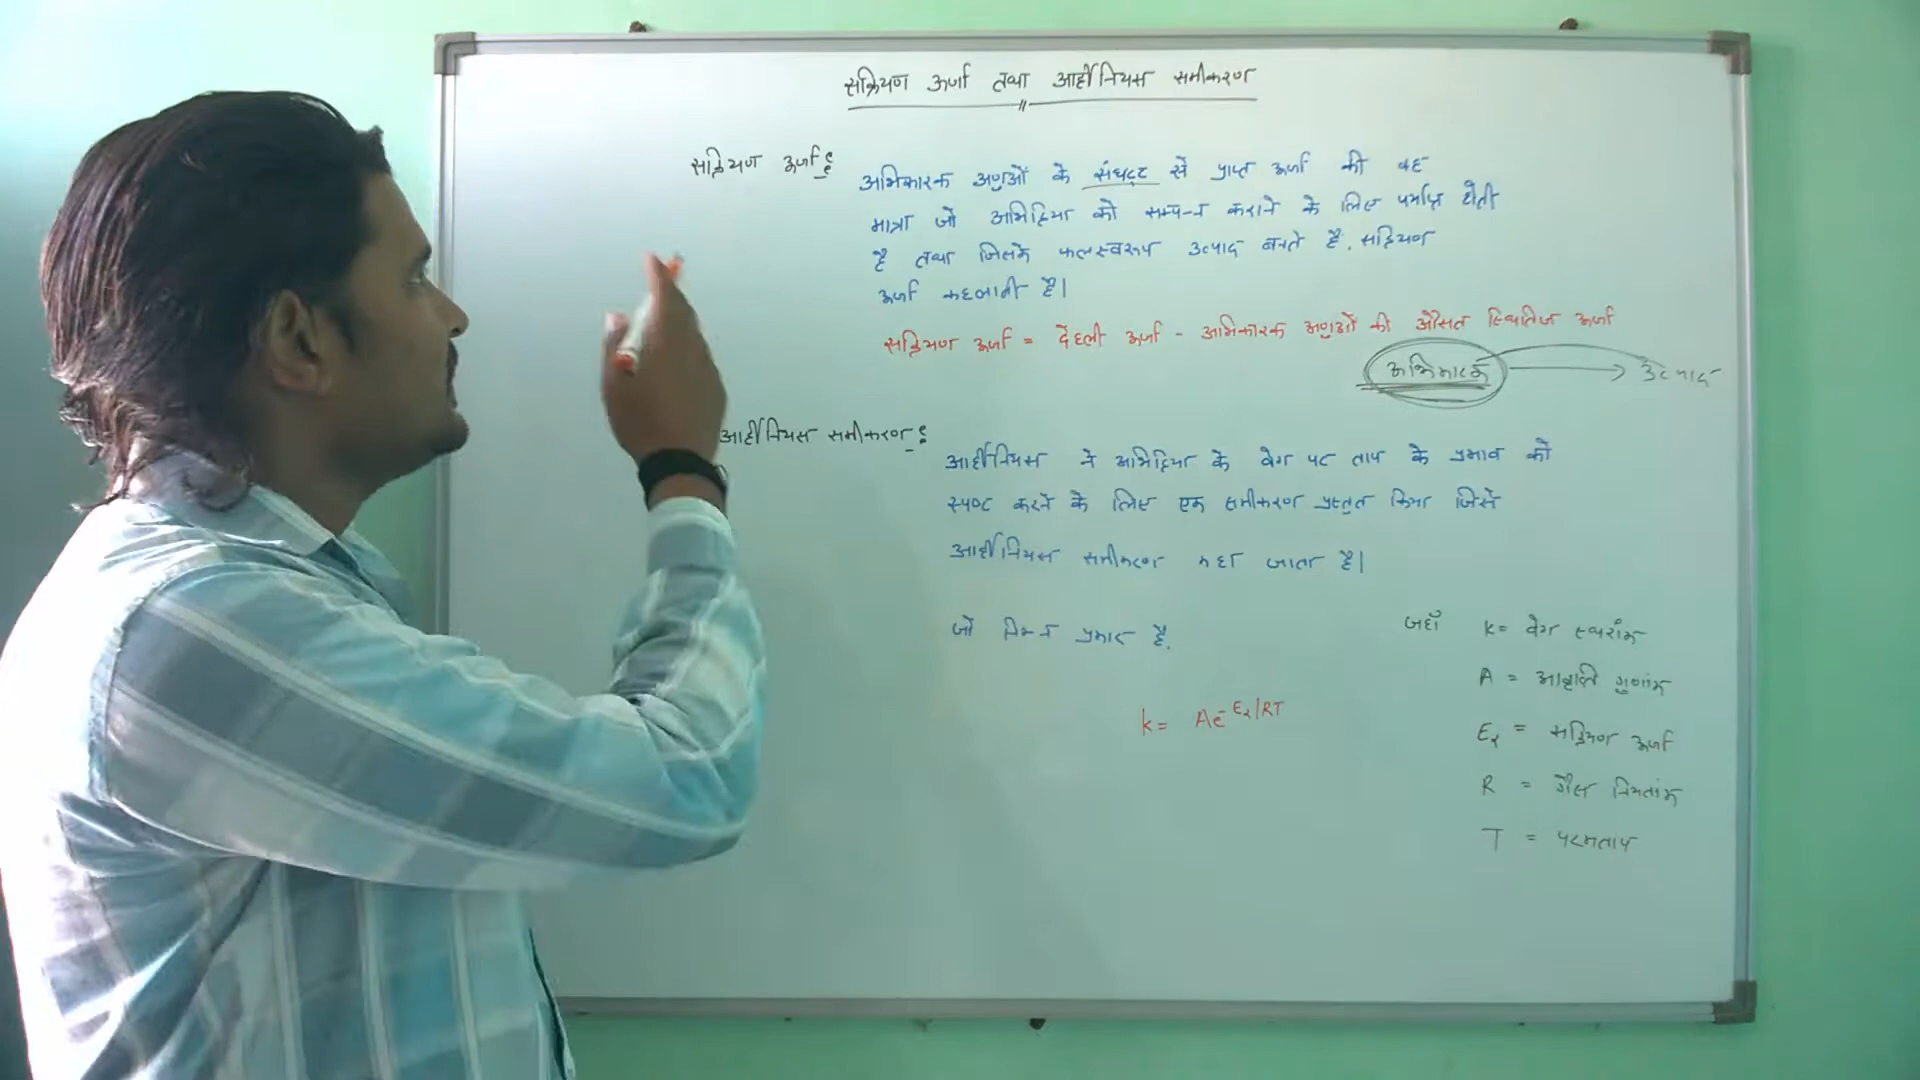 सक्रियण ऊर्जा तथा आर्हीनियस समीकरण
सक्रियण ऊर्जा :
अभिकारक अणुओं के संघट्ट से प्राप्त ऊर्जा की वह
मात्रा जो अभिक्रिया को सम्पन्न कराने के लिए पर्याप्त होती
है तथा जिसके फलस्वरूप उत्पाद बनते हैं, सक्रियण
ऊर्जा कहलाती है।
सक्रियण ऊर्जा = देहली ऊर्जा - अभिकारक अणुओं की औसत स्थितिज ऊर्जा
अभिकारक → उत्पाद
आर्हीनियस समीकरण :
आर्हीनियस ने अभिक्रिया के वेग पर ताप के प्रभाव को
स्पष्ट करने के लिए एक समीकरण प्रस्तुत किया जिसे
आर्हीनियस समीकरण कहा जाता है।
जो निम्न प्रकार है,
k = Ae^-Ea/RT
जहाँ k = वेग स्थिरांक
A = आवृत्ति गुणांक
Ea = सक्रियण ऊर्जा
R = गैस नियतांक
T = परमताप